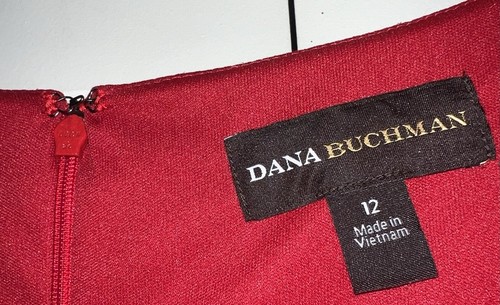 DANA BUCHMAN
12
Made in
Vietnam